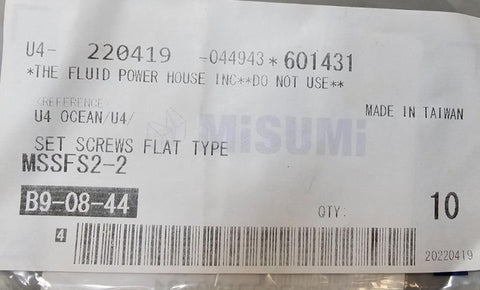 U4- 220419 -044943*601431
*THE FLUID POWER HOUSE INC**DO NOT USE**
<REFERENCE>
U4 OCEAN/U4/
MADE IN TAIWAN
MiSUMi
SET SCREWS FLAT TYPE
MSSFS2-2
B9-08-44
QTY: 10
4
20220419